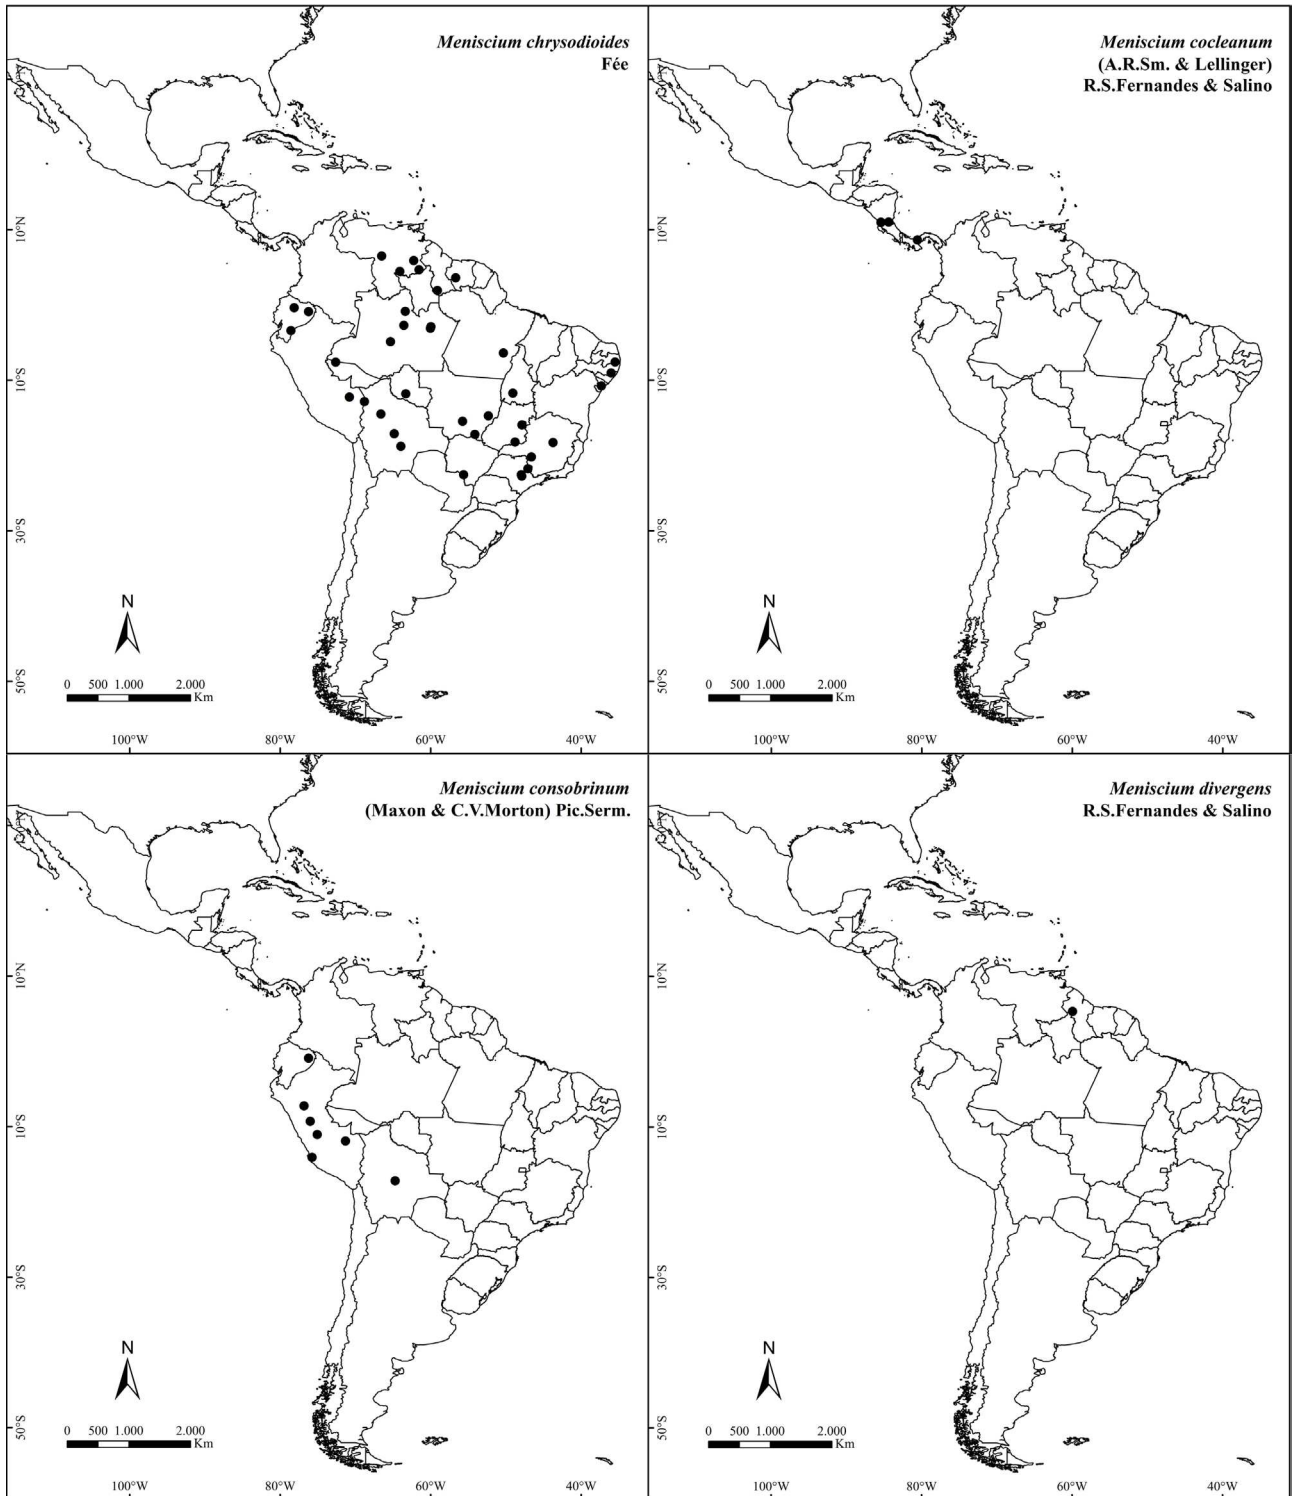 Meniscium chrysodioides
Fée
10°N
10°S
30°S
50°S
N
0 500 1.000 2.000
Km
100°W 80°W 60°W 40°W
Meniscium cocleanum
(A.R.Sm. & Lellinger)
R.S.Fernandes & Salino
10°N
10°S
30°S
50°S
N
0 500 1.000 2.000
Km
100°W 80°W 60°W 40°W
Meniscium consobrinum
(Maxon & C.V.Morton) Pic.Serm.
10°N
10°S
30°S
50°S
N
0 500 1.000 2.000
Km
100°W 80°W 60°W 40°W
Meniscium divergens
R.S.Fernandes & Salino
10°N
10°S
30°S
50°S
N
0 500 1.000 2.000
Km
100°W 80°W 60°W 40°W